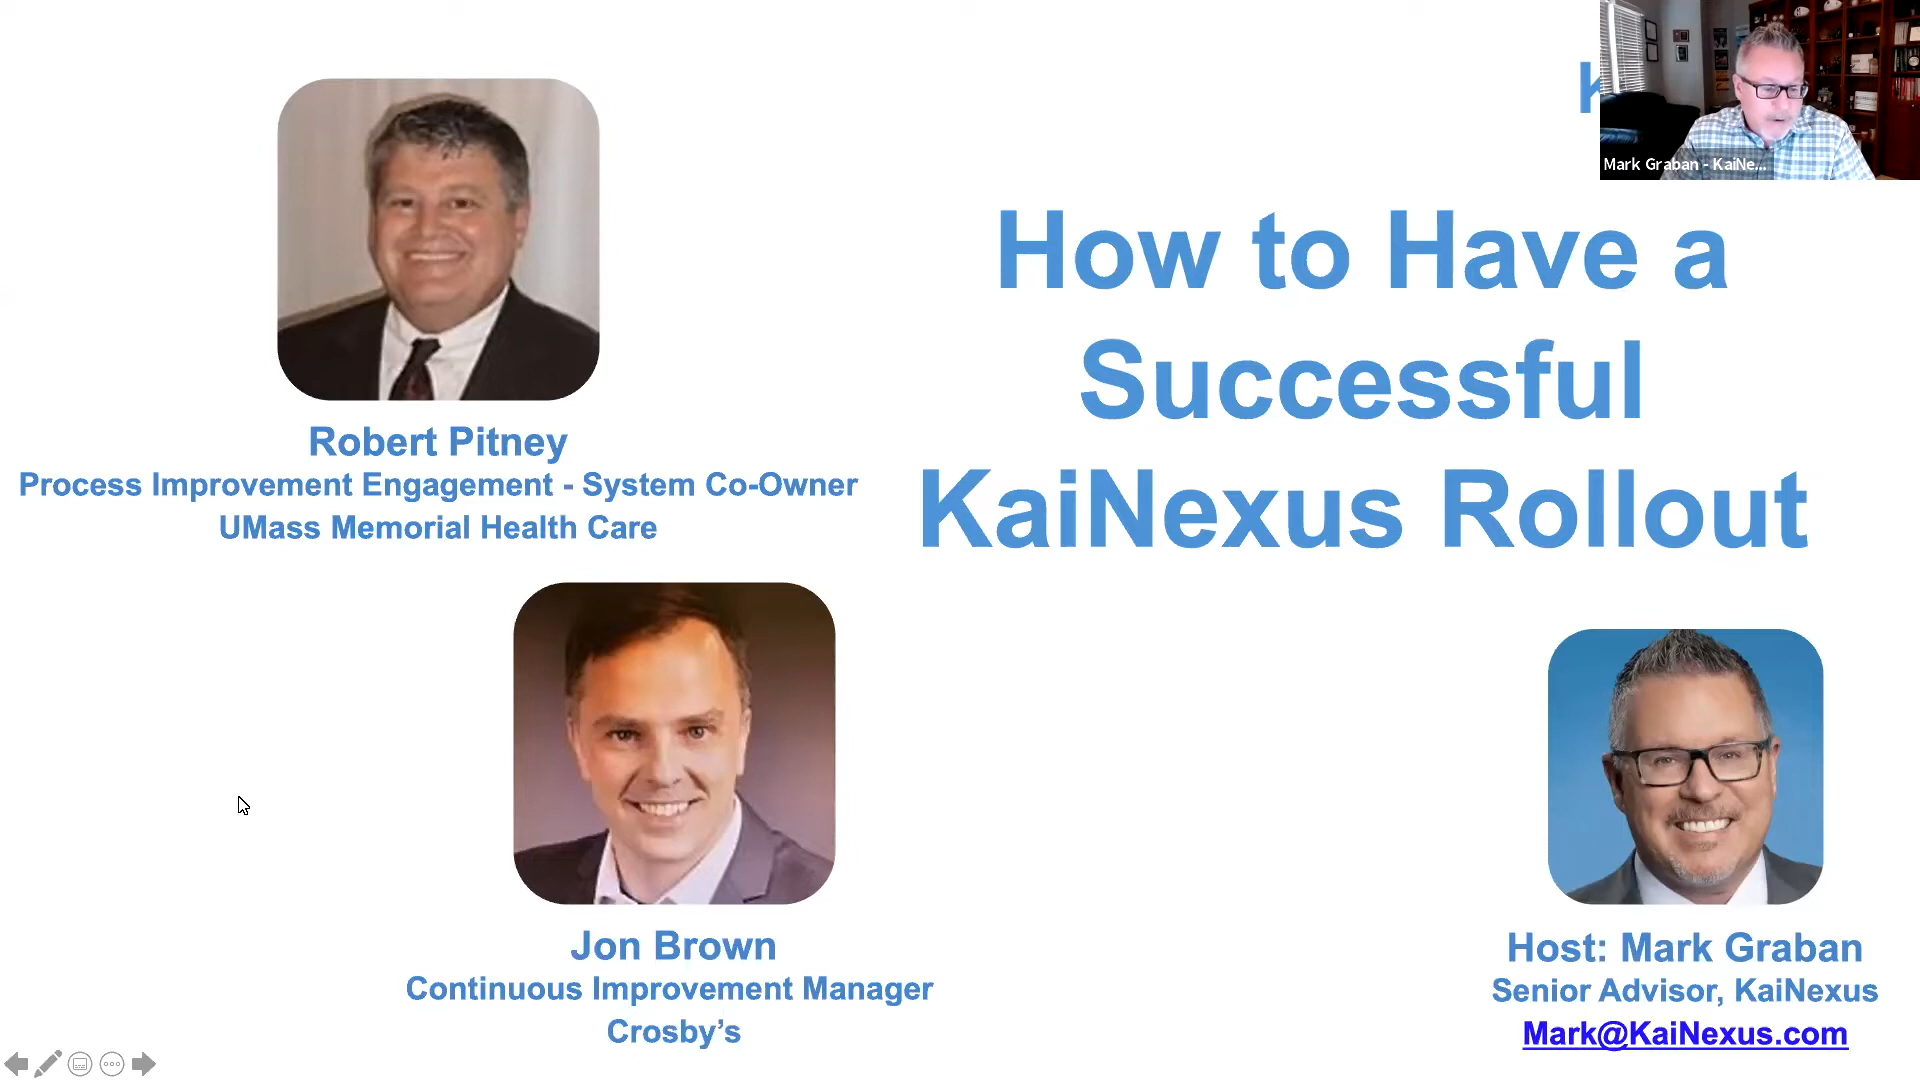 Mark Graban - KaiNe...
How to Have a
Successful
KaiNexus Rollout
Robert Pitney
Process Improvement Engagement - System Co-Owner
UMass Memorial Health Care
Jon Brown
Continuous Improvement Manager
Crosby’s
Host: Mark Graban
Senior Advisor, KaiNexus
Mark@KaiNexus.com